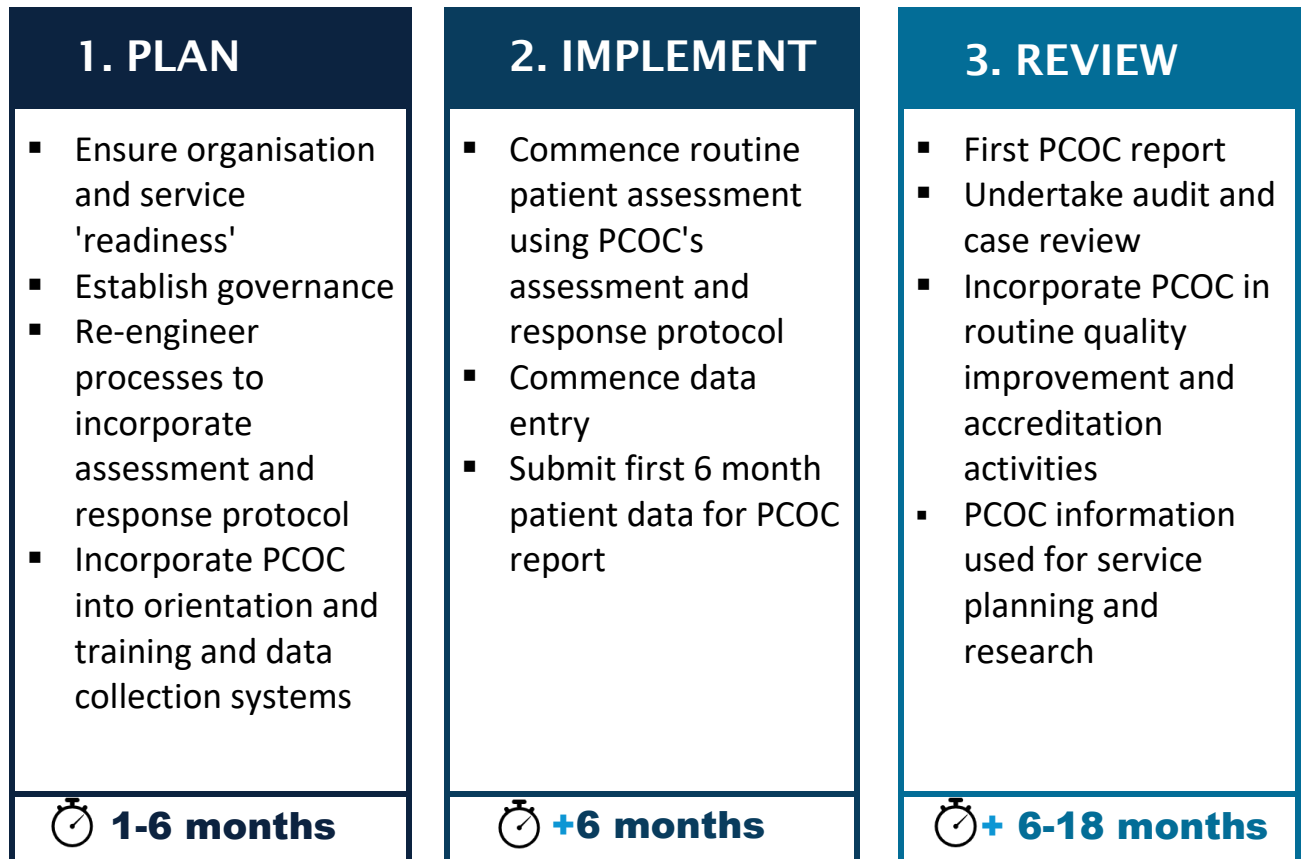 1. PLAN
▪ Ensure organisation
and service
'readiness'
▪ Establish governance
▪ Re-engineer
processes to
incorporate
assessment and
response protocol
▪ Incorporate PCOC
into orientation and
training and data
collection systems
1-6 months
2. IMPLEMENT
▪ Commence routine
patient assessment
using PCOC's
assessment and
response protocol
▪ Commence data
entry
▪ Submit first 6 month
patient data for PCOC
report
+6 months
3. REVIEW
▪ First PCOC report
▪ Undertake audit and
case review
▪ Incorporate PCOC in
routine quality
improvement and
accreditation
activities
▪ PCOC information
used for service
planning and
research
+ 6-18 months